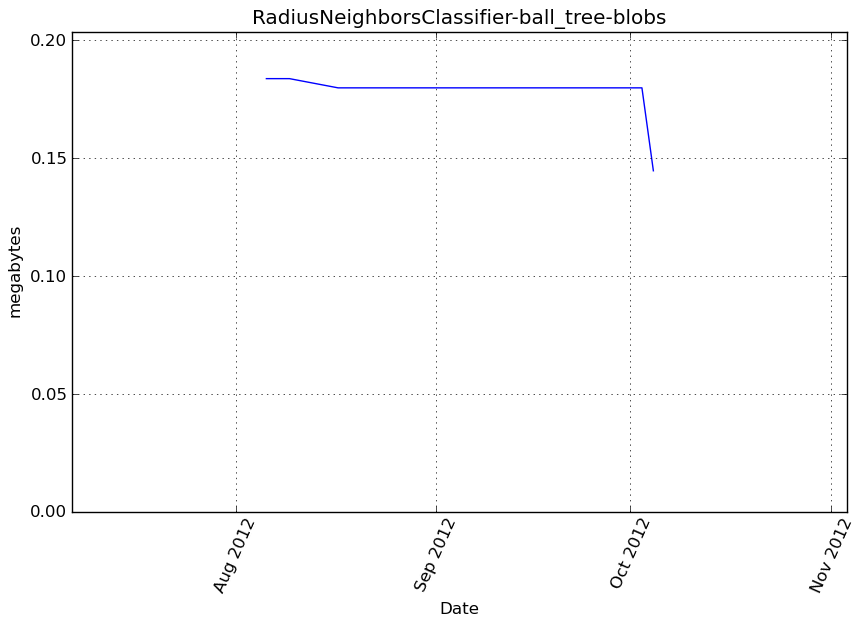 RadiusNeighborsClassifier-ball_tree-blobs
0.20
0.15
0.10
0.05
0.00
megabytes
Aug 2012
Sep 2012
Oct 2012
Nov 2012
Date